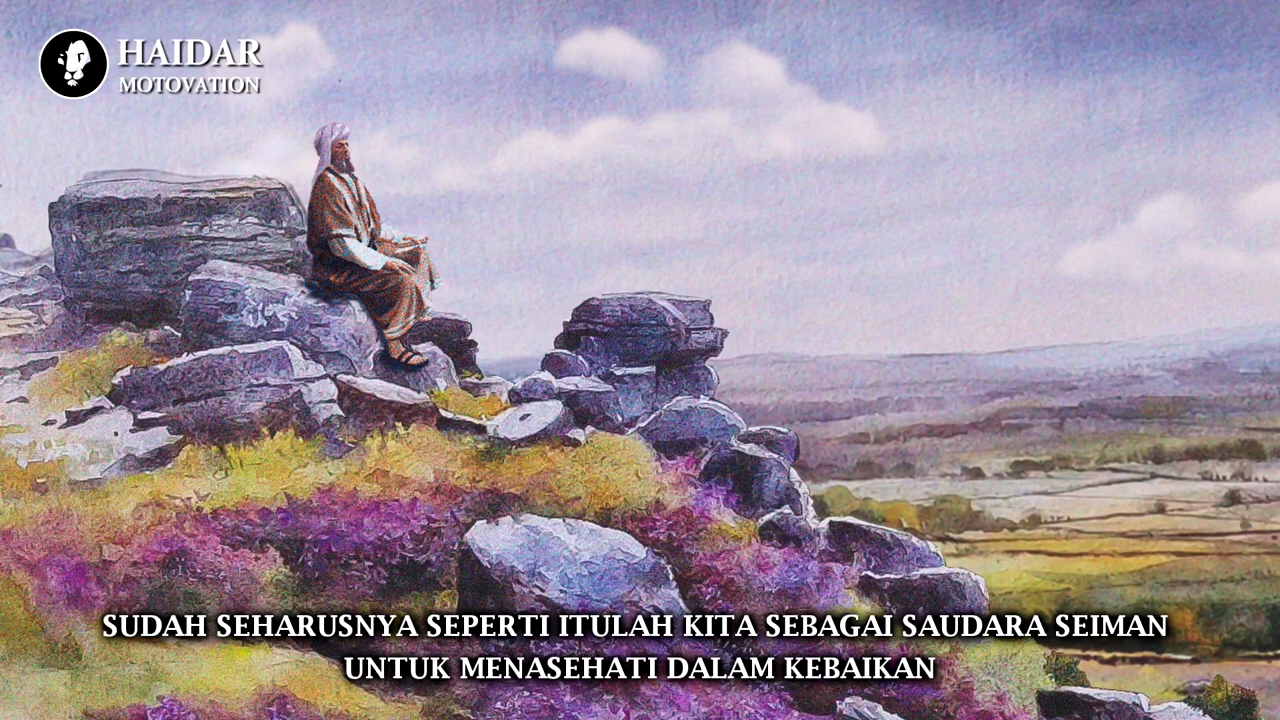 HAIDAR
MOTOVATION
SUDAH SEHARUSNYA SEPERTI ITULAH KITA SEBAGAI SAUDARA SEIMAN
UNTUK MENASEHATI DALAM KEBAIKAN